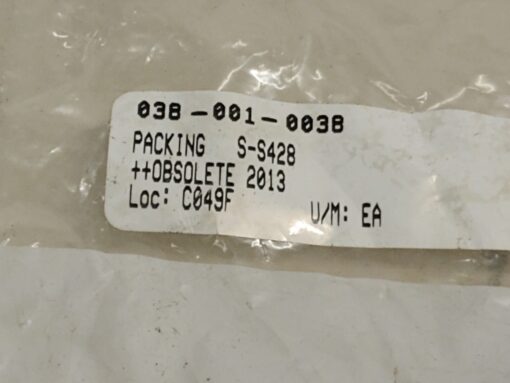 038-001-0038
PACKING S-S428
++OBSOLETE 2013
Loc: C049F U/M: EA